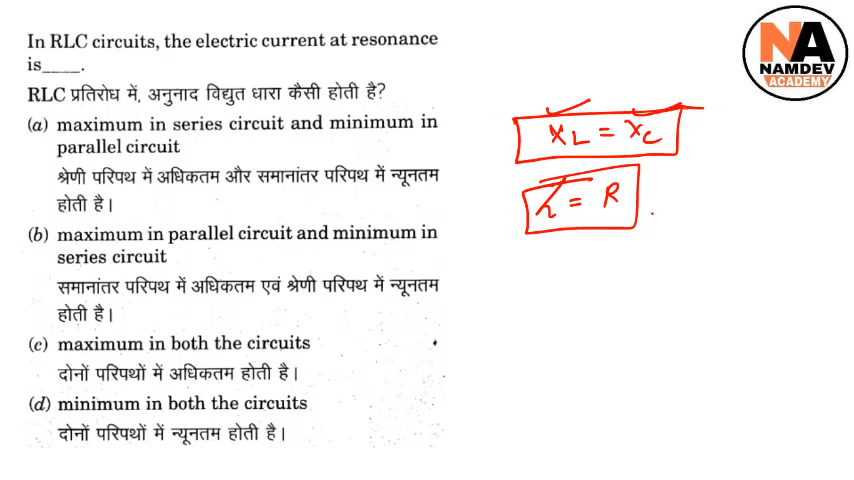 In RLC circuits, the electric current at resonance
is____.
RLC प्रतिरोध में, अनुनाद विद्युत धारा कैसी होती है?
(a) maximum in series circuit and minimum in
parallel circuit
श्रेणी परिपथ में अधिकतम और समानांतर परिपथ में न्यूनतम
होती है।
(b) maximum in parallel circuit and minimum in
series circuit
समानांतर परिपथ में अधिकतम एवं श्रेणी परिपथ में न्यूनतम
होती है।
(c) maximum in both the circuits
दोनों परिपथों में अधिकतम होती है।
(d) minimum in both the circuits
दोनों परिपथों में न्यूनतम होती है।
XL = Xc
= R
NA
NAMDEV
ACADEMY